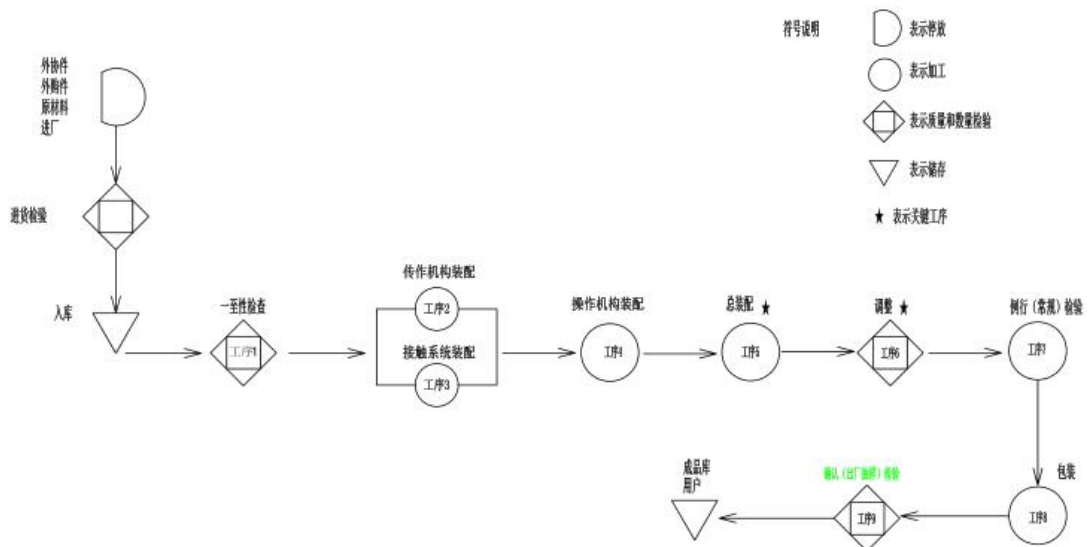 符号说明
表示停放
表示加工
表示质量和数量检验
表示储存
★ 表示关键工序
外协件
外购件
原材料
进厂
进货检验
入库
一至性检查
工序1
传作机构装配
工序2
接触系统装配
工序3
操作机构装配
工序4
总装配 ★
工序5
调整 ★
工序6
例行（常规）检验
工序7
包装
工序8
确认（出厂抽样）检验
工序9
成品库
用户